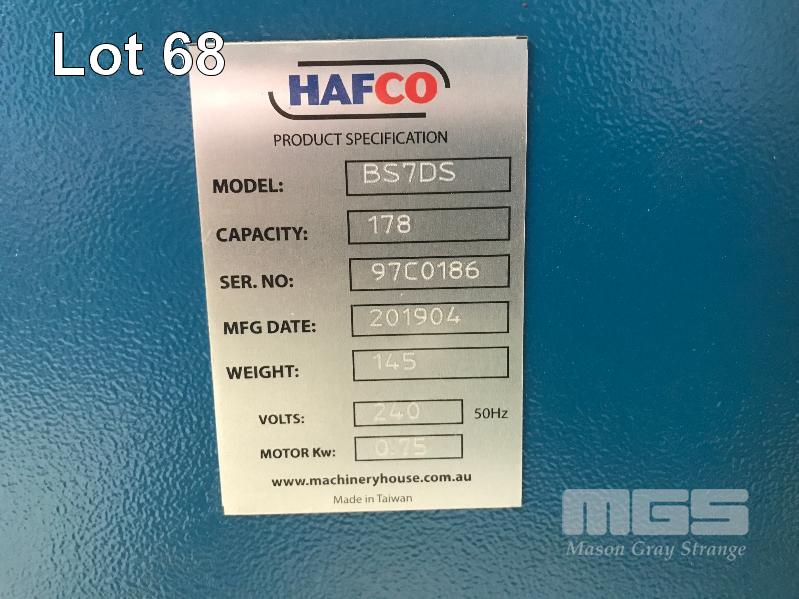 Lot 68
HAFCO
PRODUCT SPECIFICATION
MODEL: BS7DS
CAPACITY: 178
SER. NO: 97C0186
MFG DATE: 201904
WEIGHT: 145
VOLTS: 240 50Hz
MOTOR Kw: 0.75
www.machineryhouse.com.au
Made in Taiwan
MGS
Mason Gray Strange